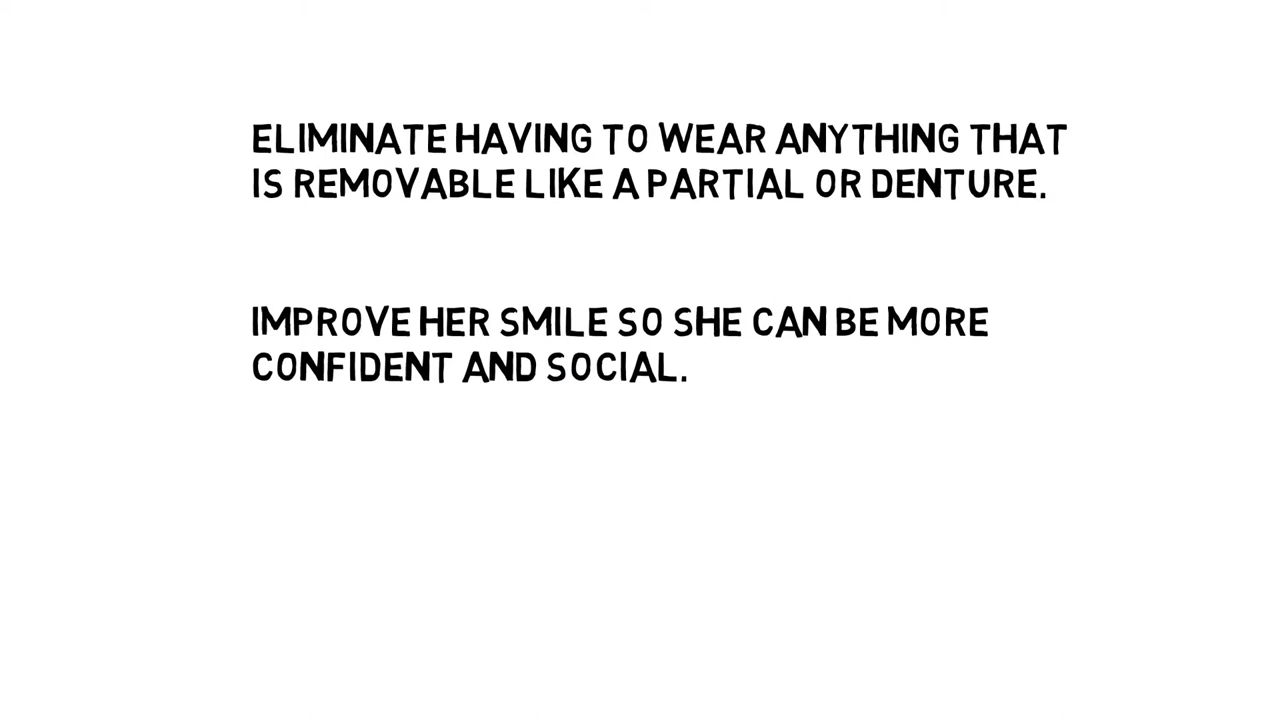 ELIMINATE HAVING TO WEAR ANYTHING THAT
IS REMOVABLE LIKE A PARTIAL OR DENTURE.
IMPROVE HER SMILE SO SHE CAN BE MORE
CONFIDENT AND SOCIAL.